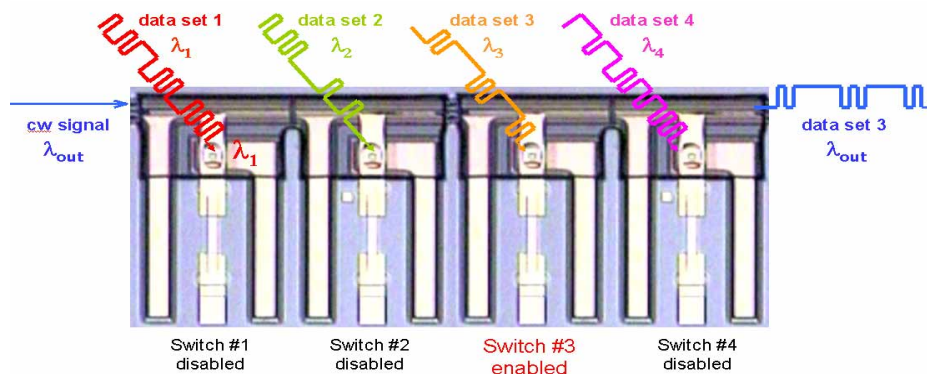 data set 1
λ1
data set 2
λ2
data set 3
λ3
data set 4
λ4
cw signal
λout
λ1
data set 3
λout
Switch #1
disabled
Switch #2
disabled
Switch #3
enabled
Switch #4
disabled